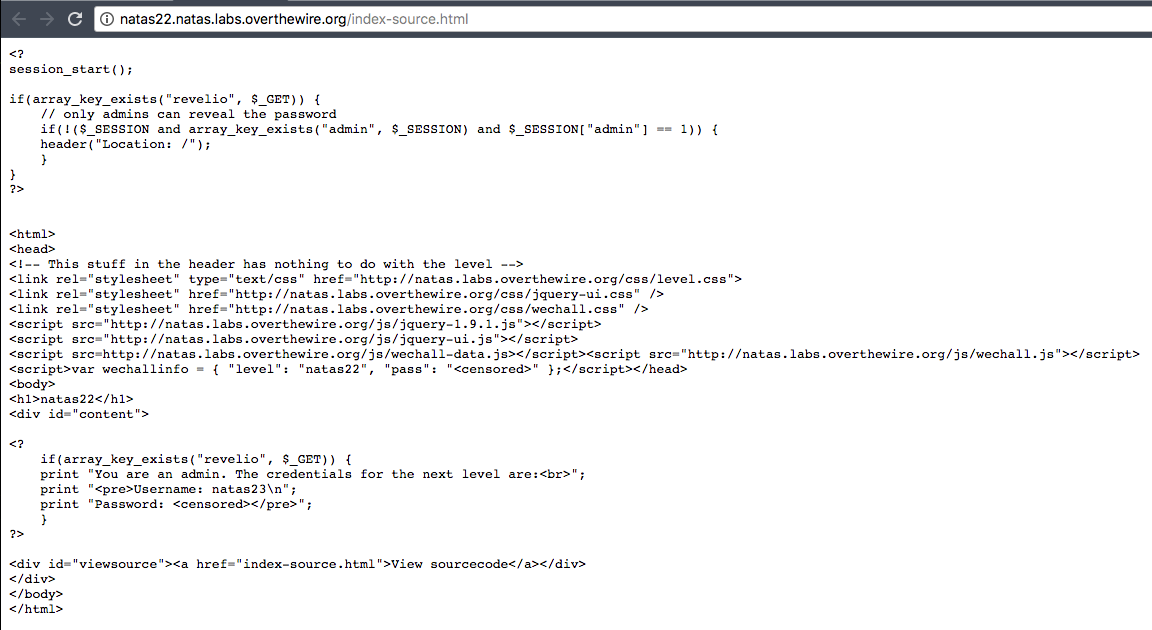 natas22.natas.labs.overthewire.org/index-source.html
<?
session_start();
if(array_key_exists("revelio", $_GET)) {
    // only admins can reveal the password
    if(!($_SESSION and array_key_exists("admin", $_SESSION) and $_SESSION["admin"] == 1)) {
    header("Location: /");
    }
}
?>
<html>
<head>
<!-- This stuff in the header has nothing to do with the level -->
<link rel="stylesheet" type="text/css" href="http://natas.labs.overthewire.org/css/level.css">
<link rel="stylesheet" href="http://natas.labs.overthewire.org/css/jquery-ui.css" />
<link rel="stylesheet" href="http://natas.labs.overthewire.org/css/wechall.css" />
<script src="http://natas.labs.overthewire.org/js/jquery-1.9.1.js"></script>
<script src="http://natas.labs.overthewire.org/js/jquery-ui.js"></script>
<script src=http://natas.labs.overthewire.org/js/wechall-data.js></script><script src="http://natas.labs.overthewire.org/js/wechall.js"></script>
<script>var wechallinfo = { "level": "natas22", "pass": "<censored>" };</script></head>
<body>
<h1>natas22</h1>
<div id="content">
<?
    if(array_key_exists("revelio", $_GET)) {
    print "You are an admin. The credentials for the next level are:<br>";
    print "<pre>Username: natas23\n";
    print "Password: <censored></pre>";
    }
?>
<div id="viewsource"><a href="index-source.html">View sourcecode</a></div>
</div>
</body>
</html>